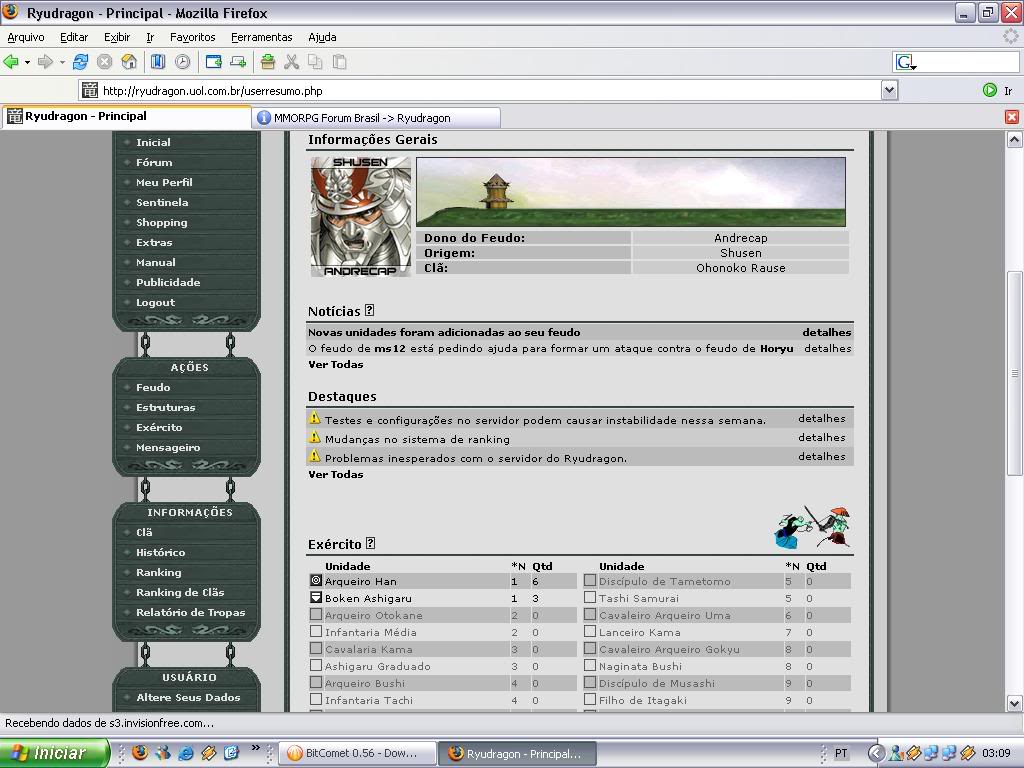 Ryudragon - Principal - Mozilla Firefox
Arquivo Editar Exibir Ir Favoritos Ferramentas Ajuda
G
竜 http://ryudragon.uol.com.br/userresumo.php Ir
竜 Ryudragon - Principal
MMORPG Forum Brasil -> Ryudragon
Inicial
Fórum
Meu Perfil
Sentinela
Shopping
Extras
Manual
Publicidade
Logout
AÇÕES
Feudo
Estruturas
Exército
Mensageiro
INFORMAÇÕES
Clã
Histórico
Ranking
Ranking de Clãs
Relatório de Tropas
USUÁRIO
Altere Seus Dados
Informações Gerais
SHUSEN
ANDRECAP
Dono do Feudo: Andrecap
Origem: Shusen
Clã: Ohonoko Rause
Notícias ?
Novas unidades foram adicionadas ao seu feudo detalhes
O feudo de ms12 está pedindo ajuda para formar um ataque contra o feudo de Horyu detalhes
Ver Todas
Destaques
Testes e configurações no servidor podem causar instabilidade nessa semana. detalhes
Mudanças no sistema de ranking detalhes
Problemas inesperados com o servidor do Ryudragon. detalhes
Ver Todas
Exército ?
Unidade *N Qtd Unidade *N Qtd
Arqueiro Han 1 6 Discípulo de Tametomo 5 0
Boken Ashigaru 1 3 Tashi Samurai 5 0
Arqueiro Otokane 2 0 Cavaleiro Arqueiro Uma 6 0
Infantaria Média 2 0 Lanceiro Kama 7 0
Cavalaria Kama 3 0 Cavaleiro Arqueiro Gokyu 8 0
Ashigaru Graduado 3 0 Naginata Bushi 8 0
Arqueiro Bushi 4 0 Discípulo de Musashi 9 0
Infantaria Tachi 4 0 Filho de Itagaki 9 0
Recebendo dados de s3.invisionfree.com...
Iniciar
BitComet 0.56 - Dow...
Ryudragon - Principal...
PT
03:09